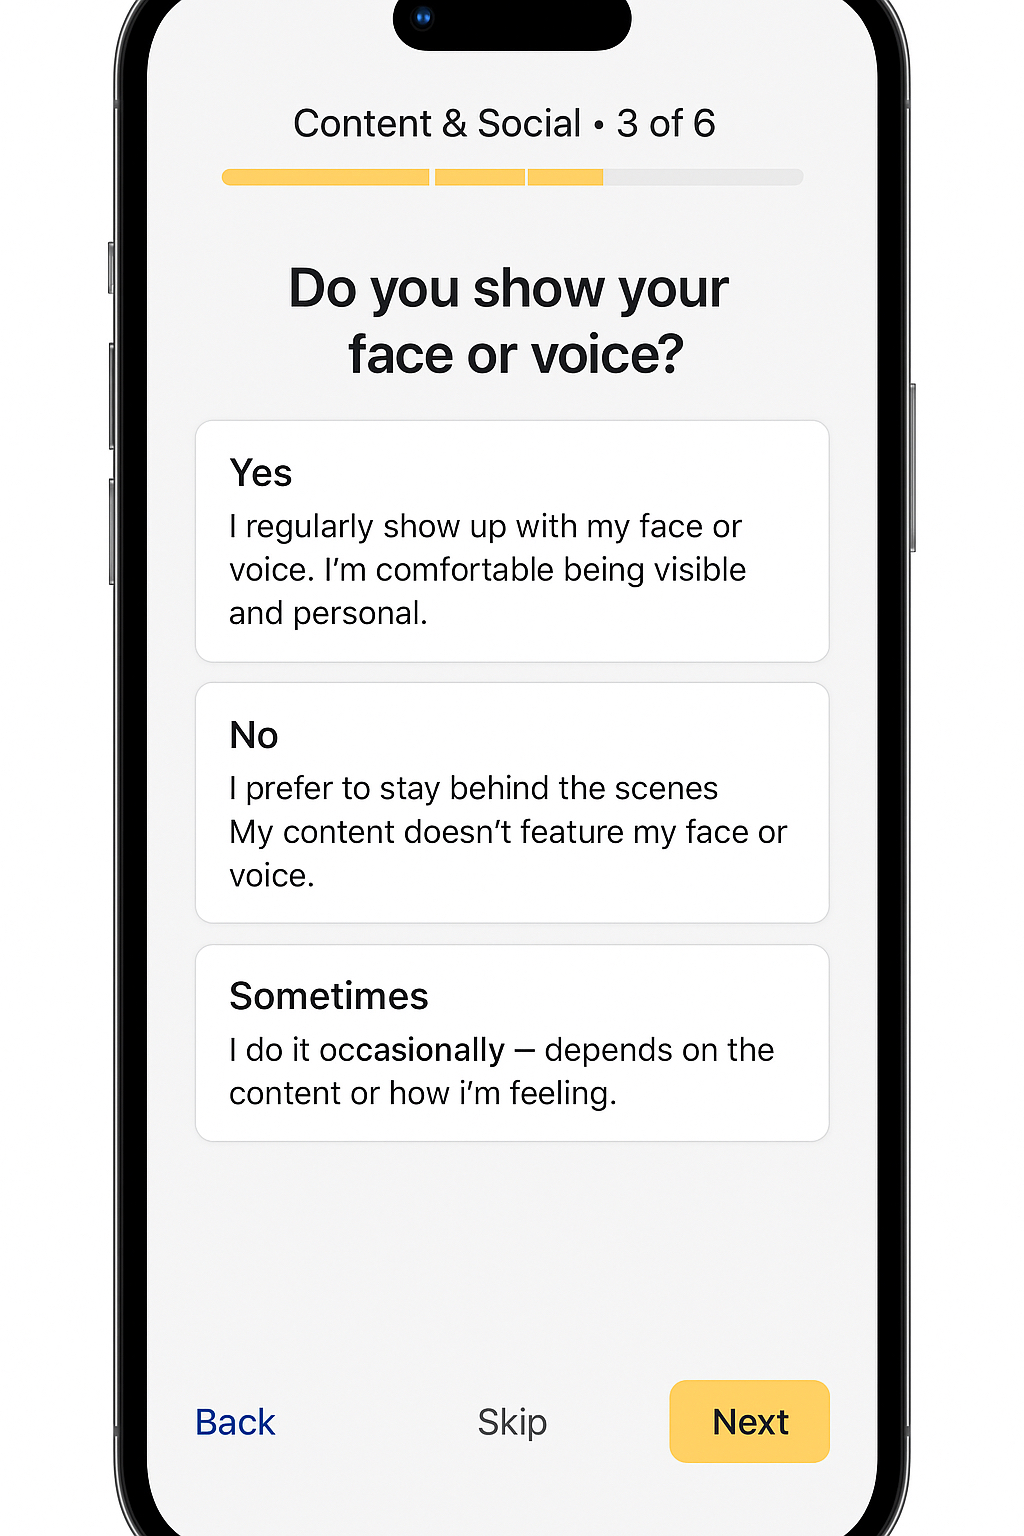 Content & Social • 3 of 6
Do you show your
face or voice?
Yes
I regularly show up with my face or
voice. I’m comfortable being visible
and personal.
No
I prefer to stay behind the scenes
My content doesn’t feature my face or
voice.
Sometimes
I do it occasionally – depends on the
content or how i’m feeling.
Back
Skip
Next